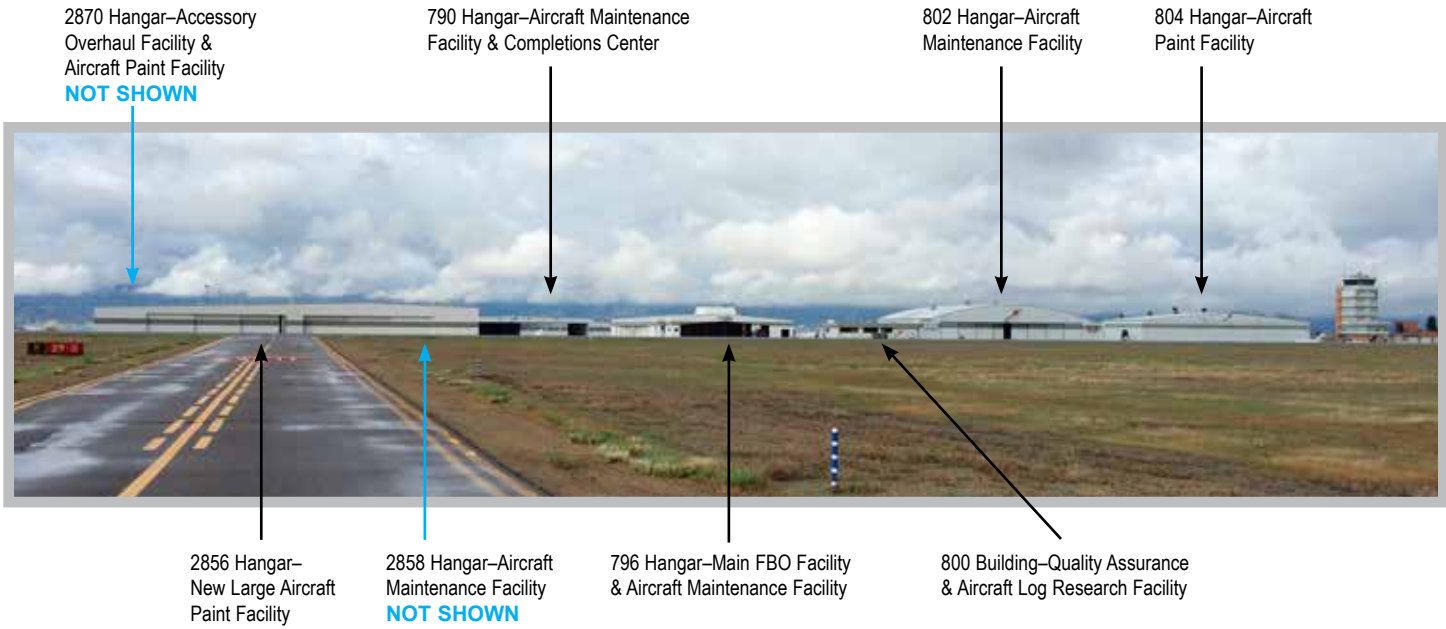 2870 Hangar–Accessory
Overhaul Facility &
Aircraft Paint Facility
NOT SHOWN
790 Hangar–Aircraft Maintenance
Facility & Completions Center
802 Hangar–Aircraft
Maintenance Facility
804 Hangar–Aircraft
Paint Facility
2856 Hangar–
New Large Aircraft
Paint Facility
2858 Hangar–Aircraft
Maintenance Facility
NOT SHOWN
796 Hangar–Main FBO Facility
& Aircraft Maintenance Facility
800 Building–Quality Assurance
& Aircraft Log Research Facility